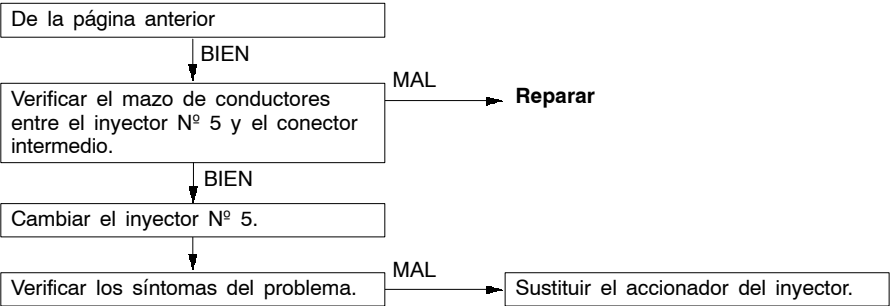 De la página anterior
BIEN
MAL
Verificar el mazo de conductores
entre el inyector Nº 5 y el conector
intermedio.
Reparar
BIEN
Cambiar el inyector Nº 5.
Verificar los síntomas del problema.
MAL
Sustituir el accionador del inyector.